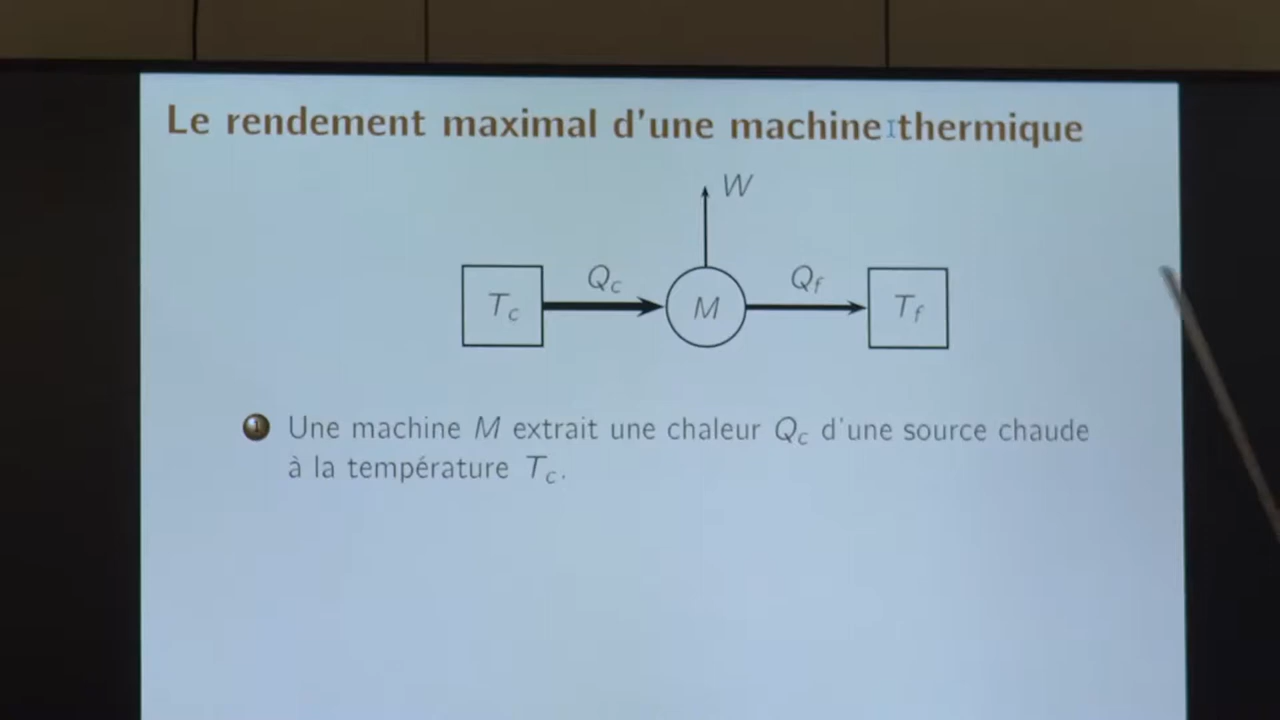 Le rendement maximal d'une machine thermique
W
Q_c
Q_f
T_c
M
T_f
1 Une machine M extrait une chaleur Q_c d'une source chaude
à la température T_c.